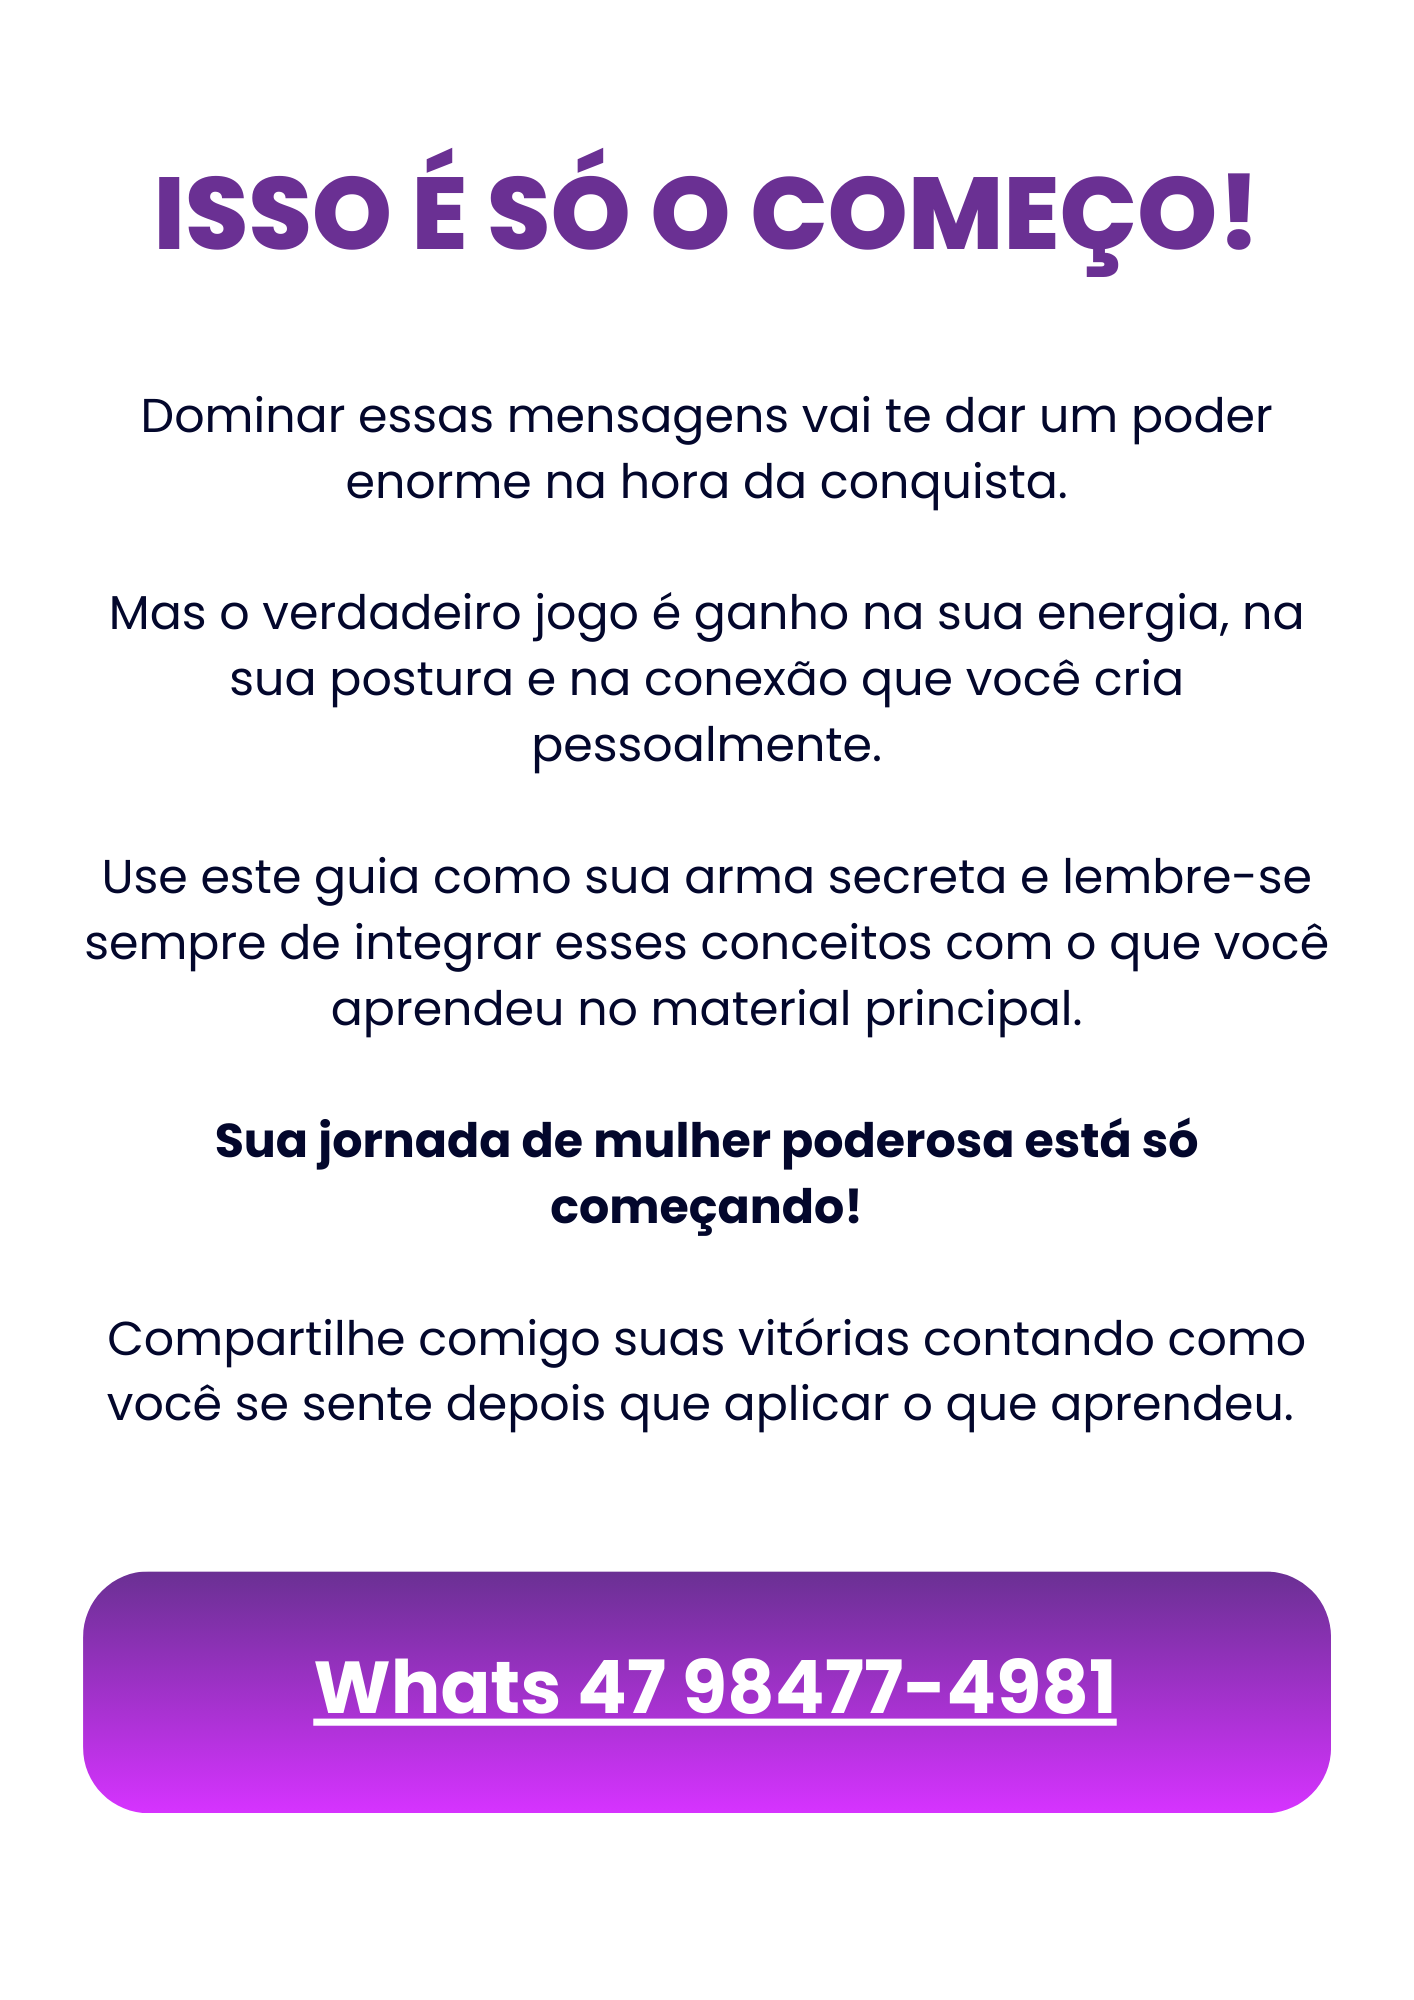 ISSO É SÓ O COMEÇO!
Dominar essas mensagens vai te dar um poder
enorme na hora da conquista.
Mas o verdadeiro jogo é ganho na sua energia, na
sua postura e na conexão que você cria
pessoalmente.
Use este guia como sua arma secreta e lembre-se
sempre de integrar esses conceitos com o que você
aprendeu no material principal.
Sua jornada de mulher poderosa está só
começando!
Compartilhe comigo suas vitórias contando como
você se sente depois que aplicar o que aprendeu.
Whats 47 98477-4981